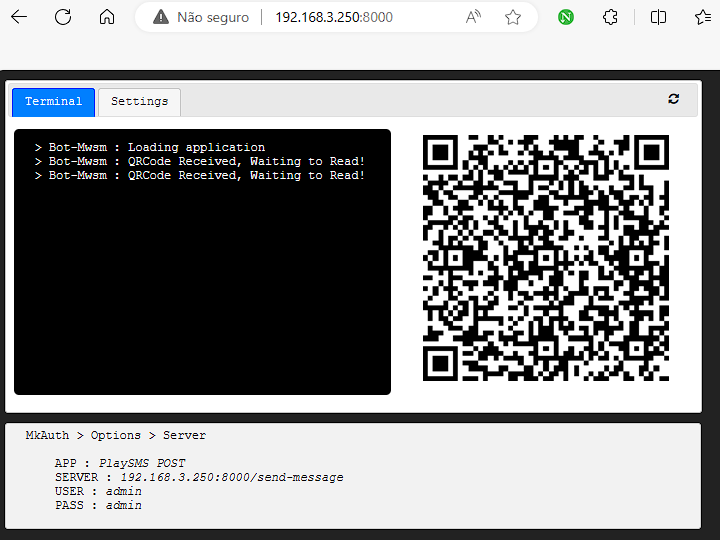 Não seguro
192.168.3.250:8000
Terminal
Settings
> Bot-Mwsm : Loading application
> Bot-Mwsm : QRCode Received, Waiting to Read!
> Bot-Mwsm : QRCode Received, Waiting to Read!
MkAuth > Options > Server
APP : PlaySMS POST
SERVER : 192.168.3.250:8000/send-message
USER : admin
PASS : admin